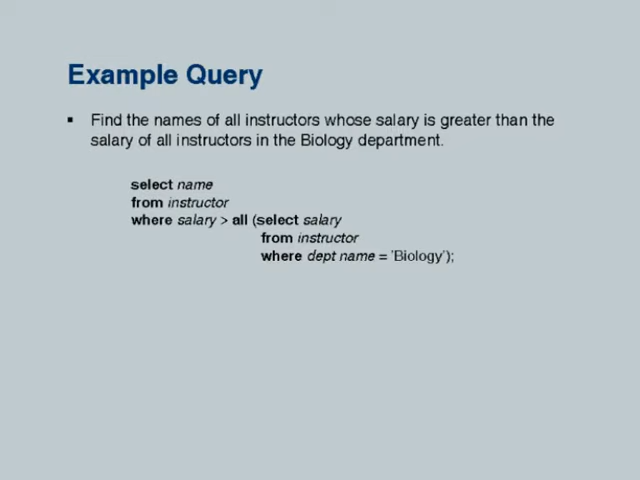 Example Query
▪ Find the names of all instructors whose salary is greater than the
salary of all instructors in the Biology department.
select name
from instructor
where salary > all (select salary
from instructor
where dept name = 'Biology');